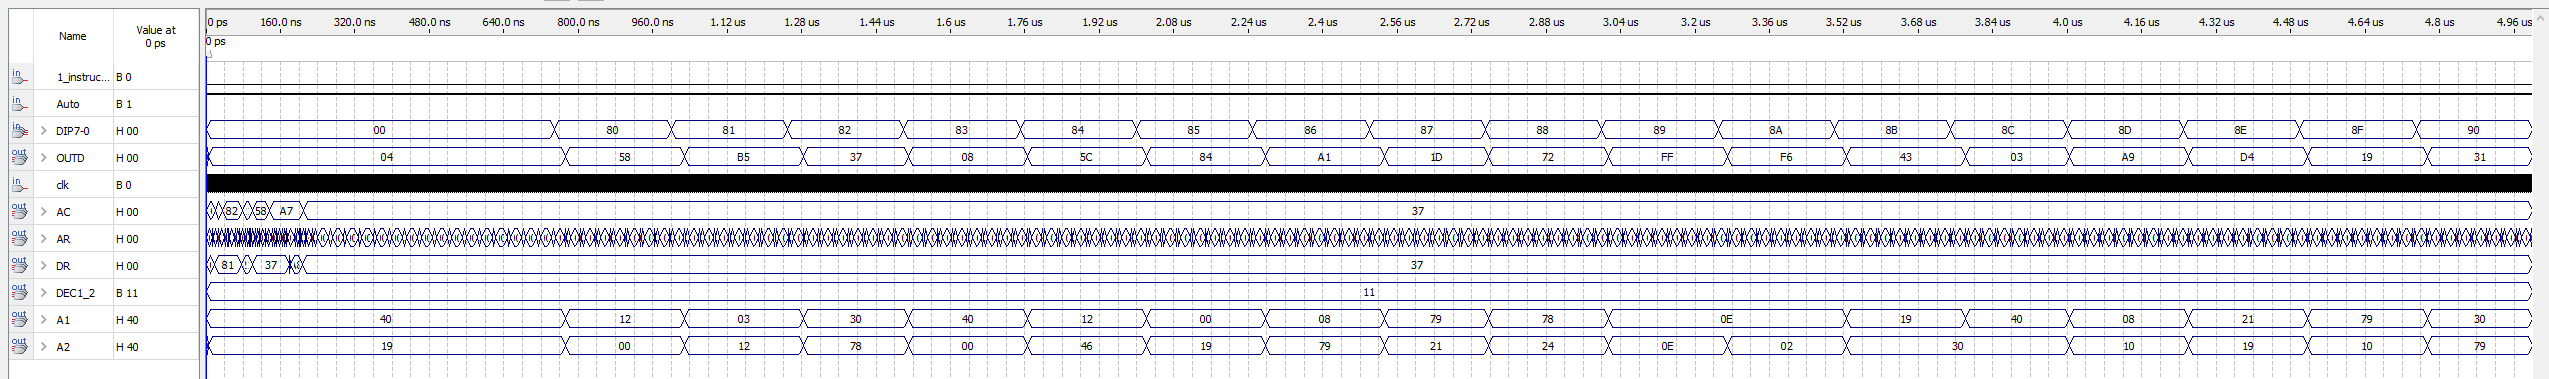 0 ps 160.0 ns 320.0 ns 480.0 ns 640.0 ns 800.0 ns 960.0 ns 1.12 us 1.28 us 1.44 us 1.6 us 1.76 us 1.92 us 2.08 us 2.24 us 2.4 us 2.56 us 2.72 us 2.88 us 3.04 us 3.2 us 3.36 us 3.52 us 3.68 us 3.84 us 4.0 us 4.16 us 4.32 us 4.48 us 4.64 us 4.8 us 4.96 us
Name Value at
0 ps
0 ps
in 1_instruc... B 0
in Auto B 1
in DIP7-0 H 00 00 80 81 82 83 84 85 86 87 88 89 8A 8B 8C 8D 8E 8F 90
out OUTD H 00 04 58 B5 37 08 5C 84 A1 1D 72 FF F6 43 03 A9 D4 19 31
in clk B 0
out AC H 00 82 58 A7 37
out AR H 00
out DR H 00 81 37 37
out DEC1_2 B 11 11
out A1 H 40 40 12 03 30 40 12 00 08 79 78 0E 19 40 08 21 79 30
out A2 H 40 19 00 12 78 00 46 19 79 21 24 0E 02 30 10 19 10 79